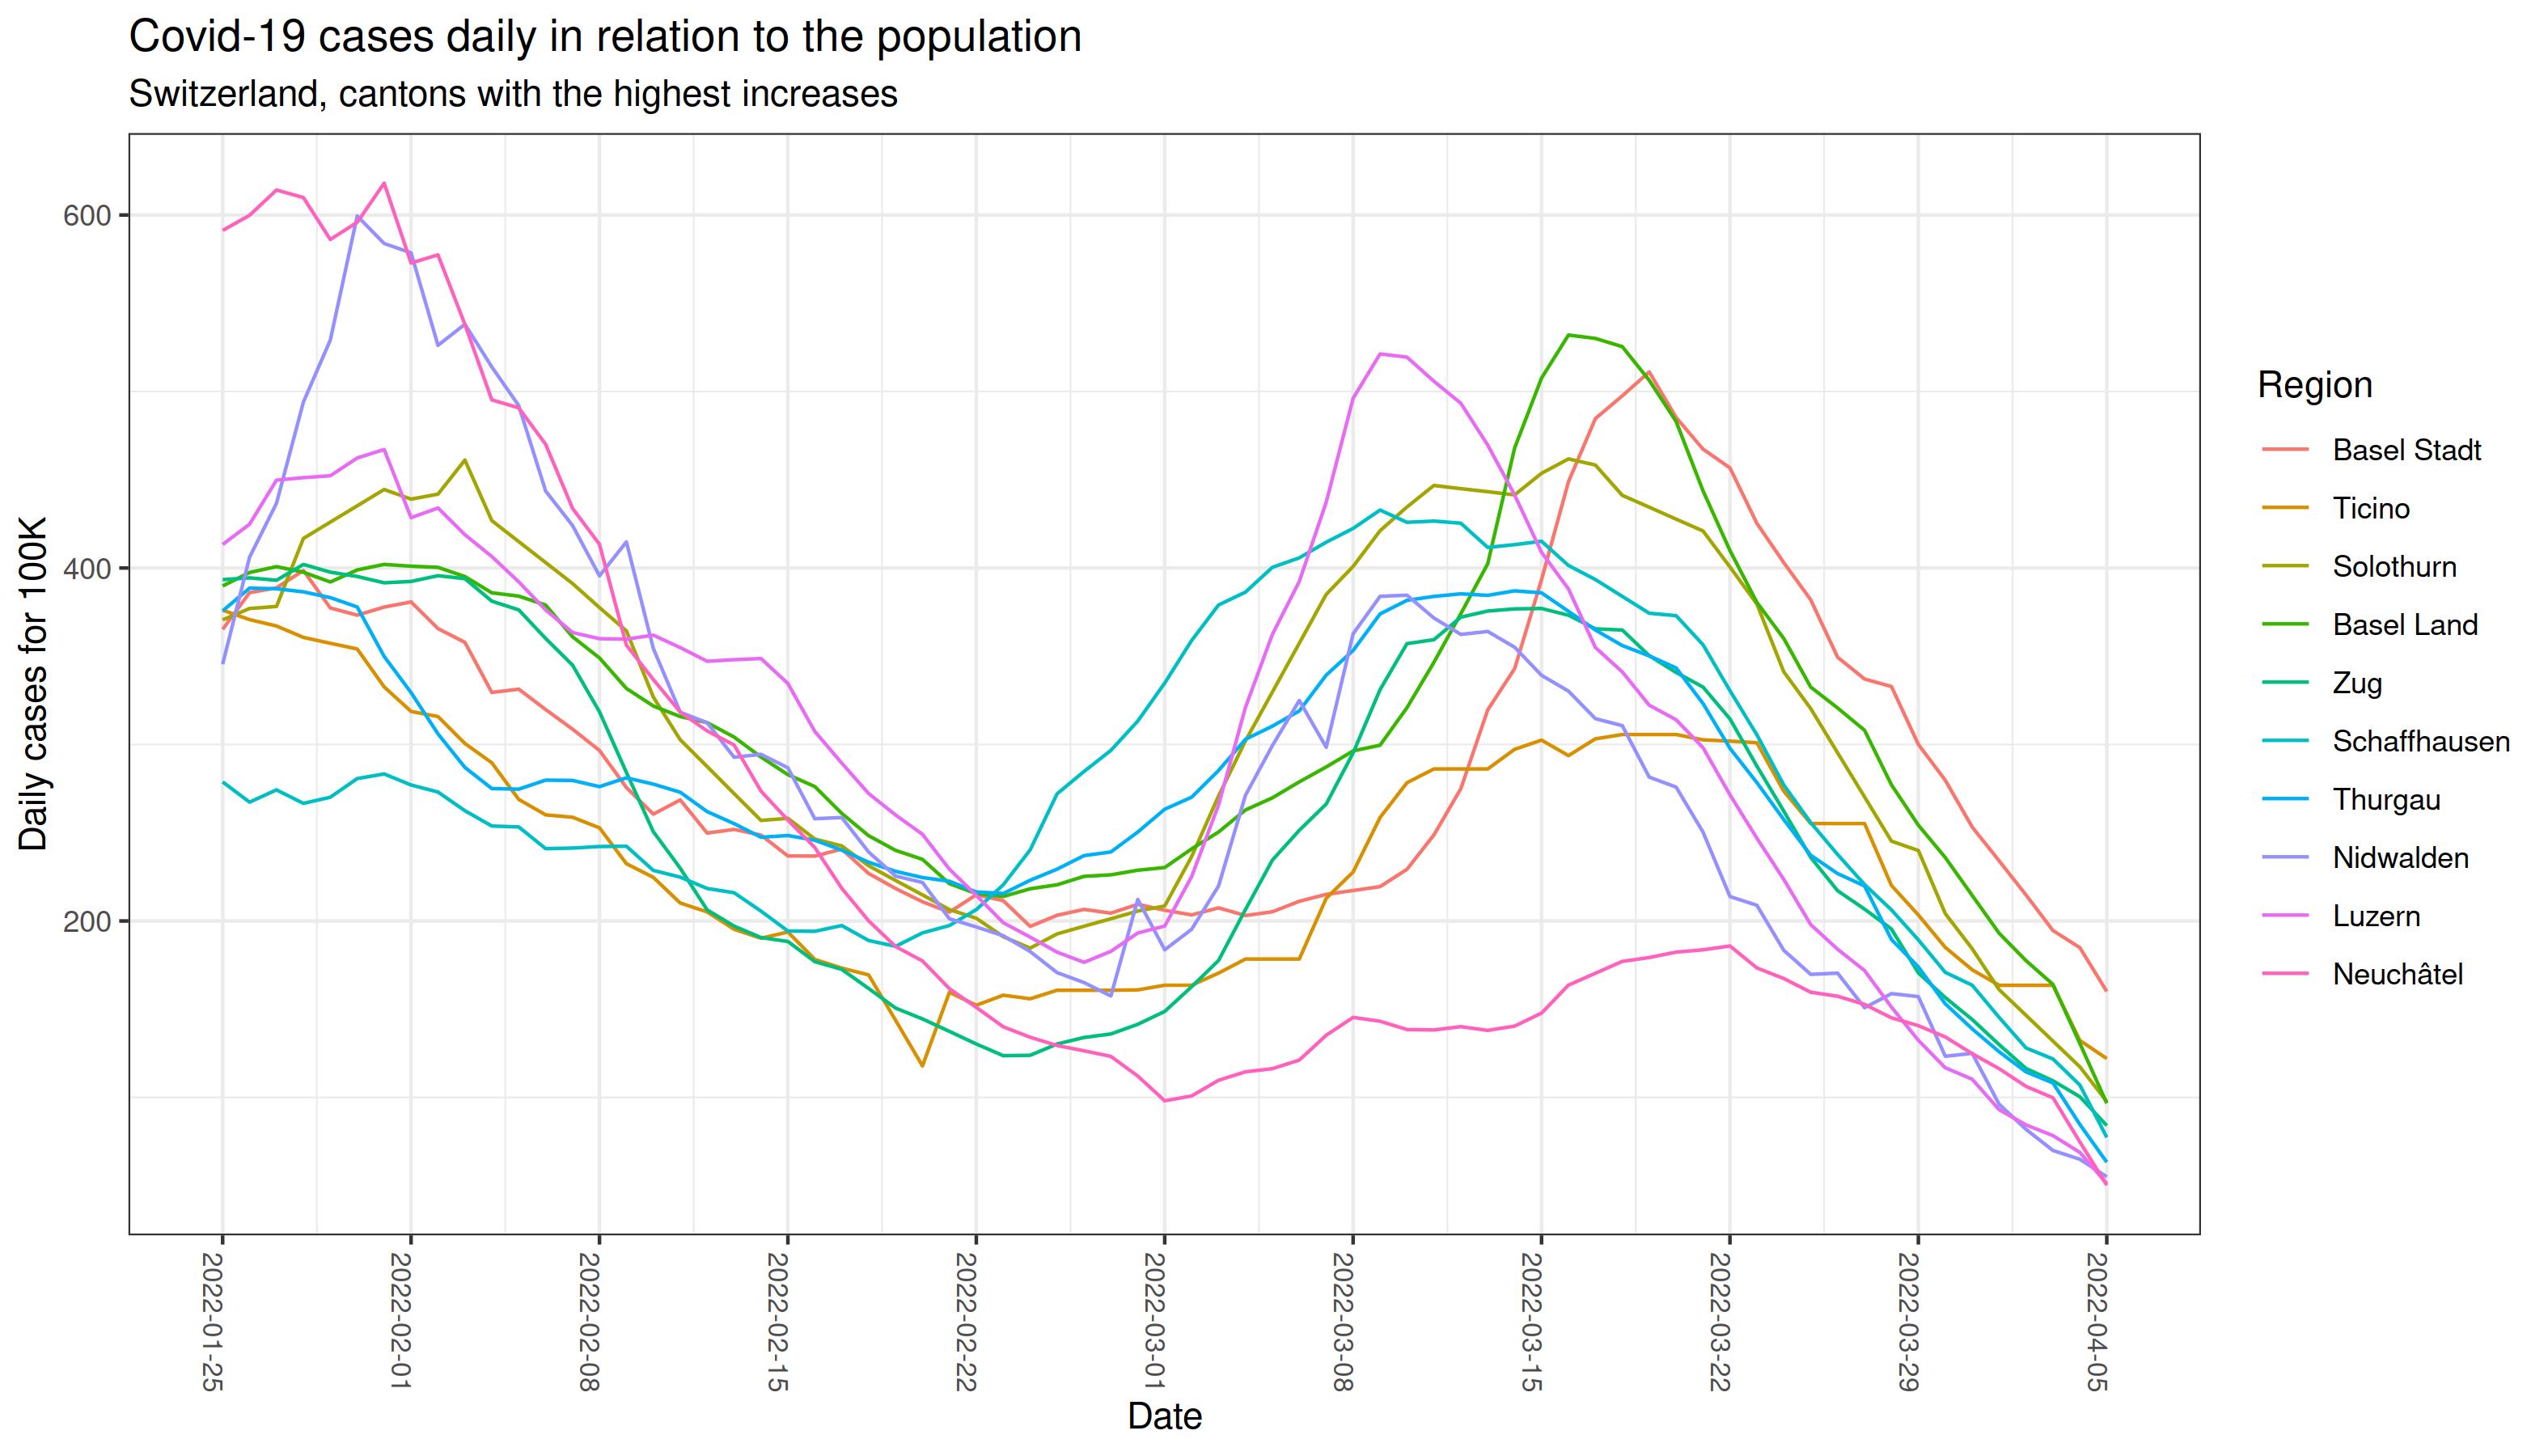 Covid-19 cases daily in relation to the population
Switzerland, cantons with the highest increases
Daily cases for 100K
600
400
200
2022-01-25
2022-02-01
2022-02-08
2022-02-15
2022-02-22
2022-03-01
2022-03-08
2022-03-15
2022-03-22
2022-03-29
2022-04-05
Date
Region
Basel Stadt
Ticino
Solothurn
Basel Land
Zug
Schaffhausen
Thurgau
Nidwalden
Luzern
Neuchâtel